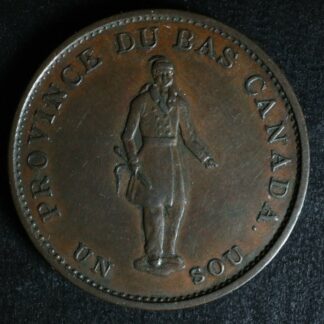 PROVINCE DU BAS CANADA.
UN SOU